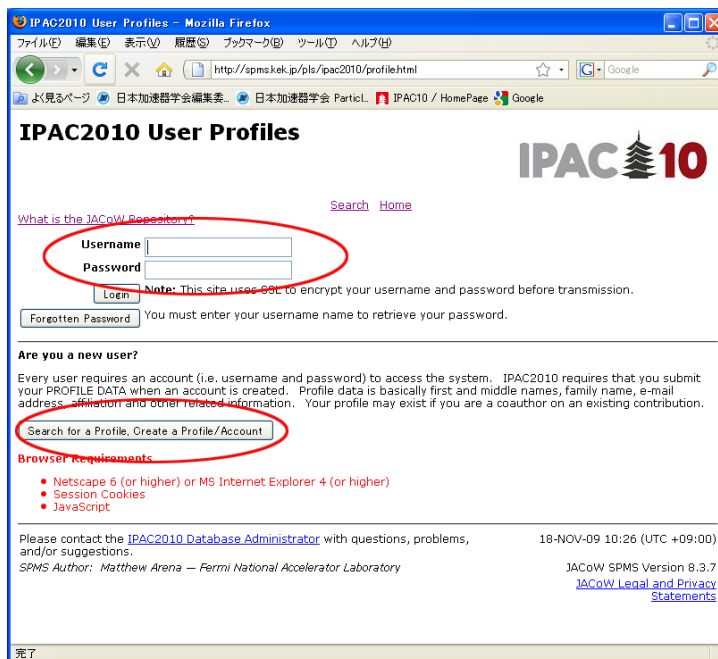 IPAC2010 User Profiles - Mozilla Firefox
ファイル(F) 編集(E) 表示(V) 履歴(S) ブックマーク(B) ツール(T) ヘルプ(H)
http://spms.kek.jp/pls/ipac2010/profile.html
Google
よく見るページ 日本加速器学会編集委... 日本加速器学会 Particl... IPAC10 / HomePage Google
IPAC2010 User Profiles
IPAC 10
Search Home
What is the JACoW Repository?
Username
Password
Login Note: This site uses SSL to encrypt your username and password before transmission.
Forgotten Password You must enter your username name to retrieve your password.
Are you a new user?
Every user requires an account (i.e. username and password) to access the system. IPAC2010 requires that you submit
your PROFILE DATA when an account is created. Profile data is basically first and middle names, family name, e-mail
address, affiliation and other related information. Your profile may exist if you are a coauthor on an existing contribution.
Search for a Profile, Create a Profile/Account
Browser Requirements
Netscape 6 (or higher) or MS Internet Explorer 4 (or higher)
Session Cookies
JavaScript
Please contact the IPAC2010 Database Administrator with questions, problems,
and/or suggestions.
18-NOV-09 10:26 (UTC +09:00)
SPMS Author: Matthew Arena — Fermi National Accelerator Laboratory
JACoW SPMS Version 8.3.7
JACoW Legal and Privacy
Statements
完了